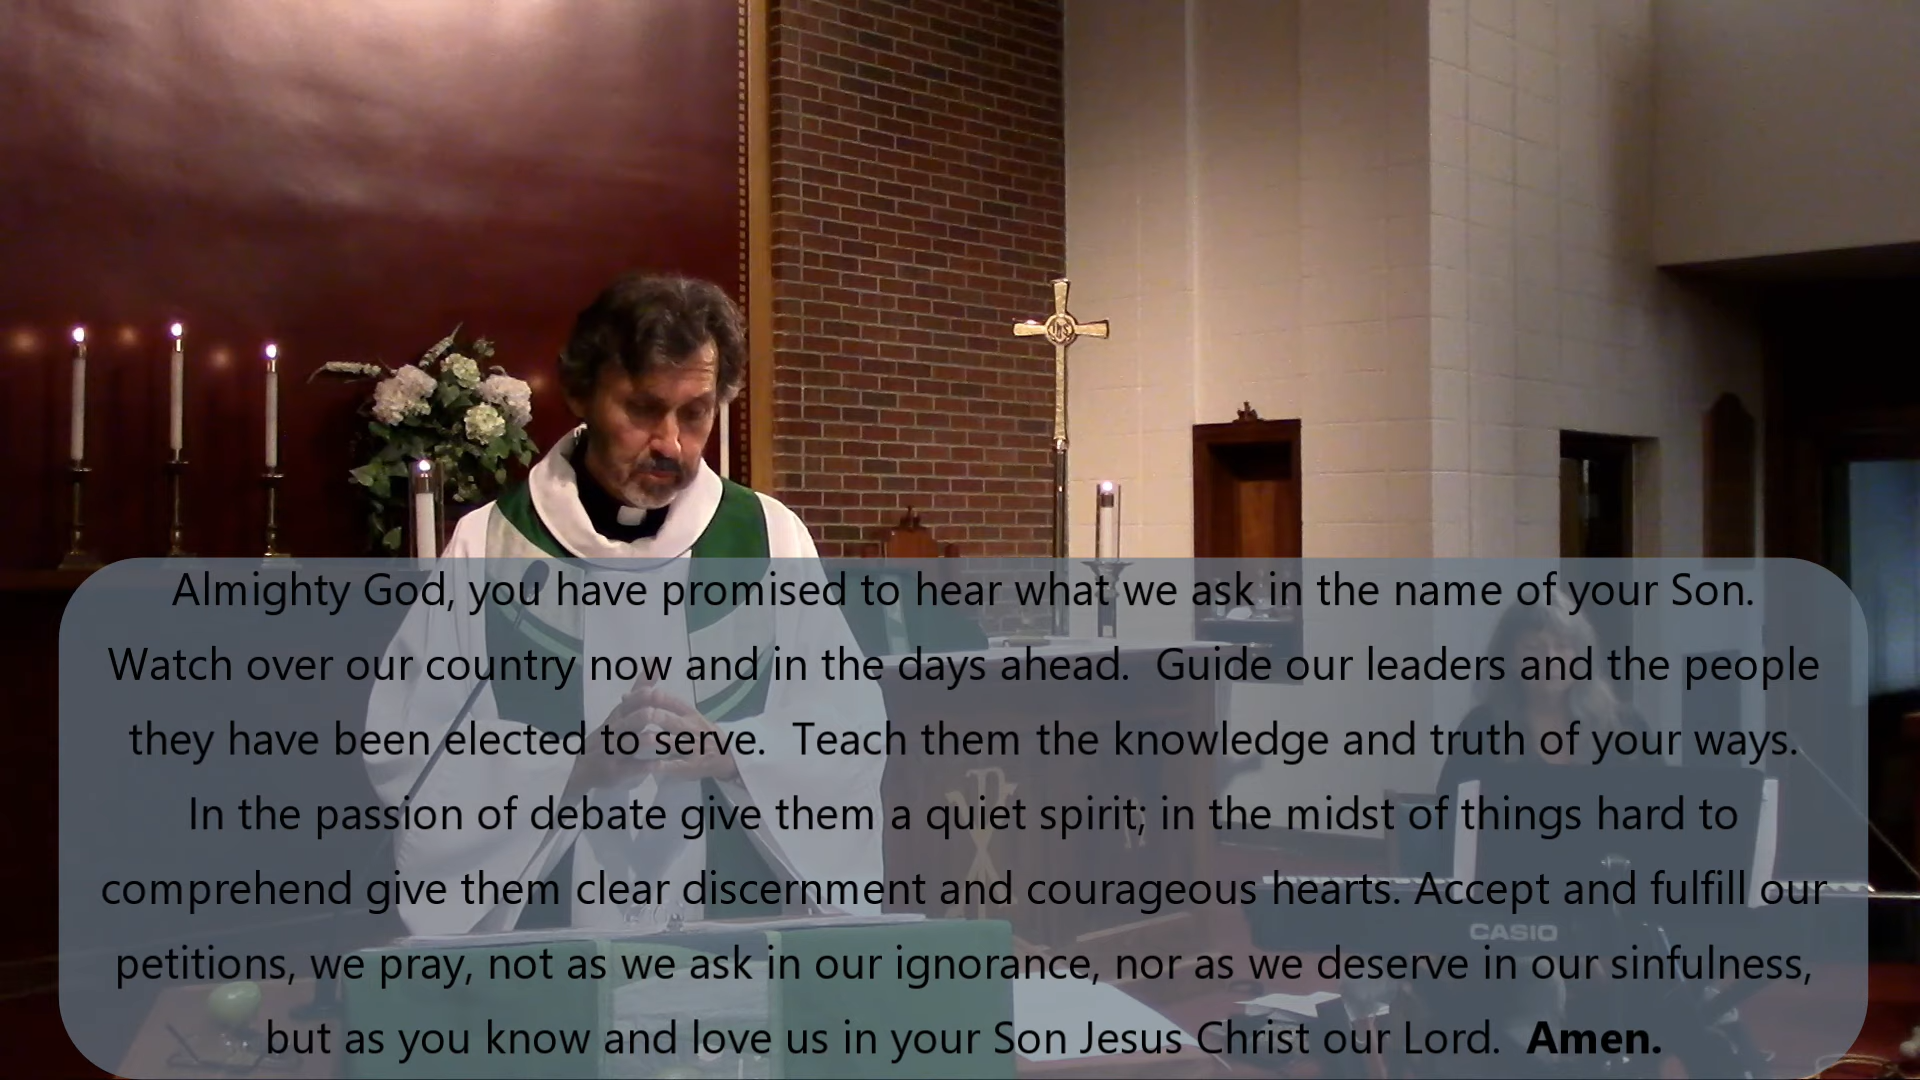 IHS
Almighty God, you have promised to hear what we ask in the name of your Son.
Watch over our country now and in the days ahead.  Guide our leaders and the people
they have been elected to serve.  Teach them the knowledge and truth of your ways.
In the passion of debate give them a quiet spirit; in the midst of things hard to
comprehend give them clear discernment and courageous hearts. Accept and fulfill our
petitions, we pray, not as we ask in our ignorance, nor as we deserve in our sinfulness,
but as you know and love us in your Son Jesus Christ our Lord.  Amen.
CASIO